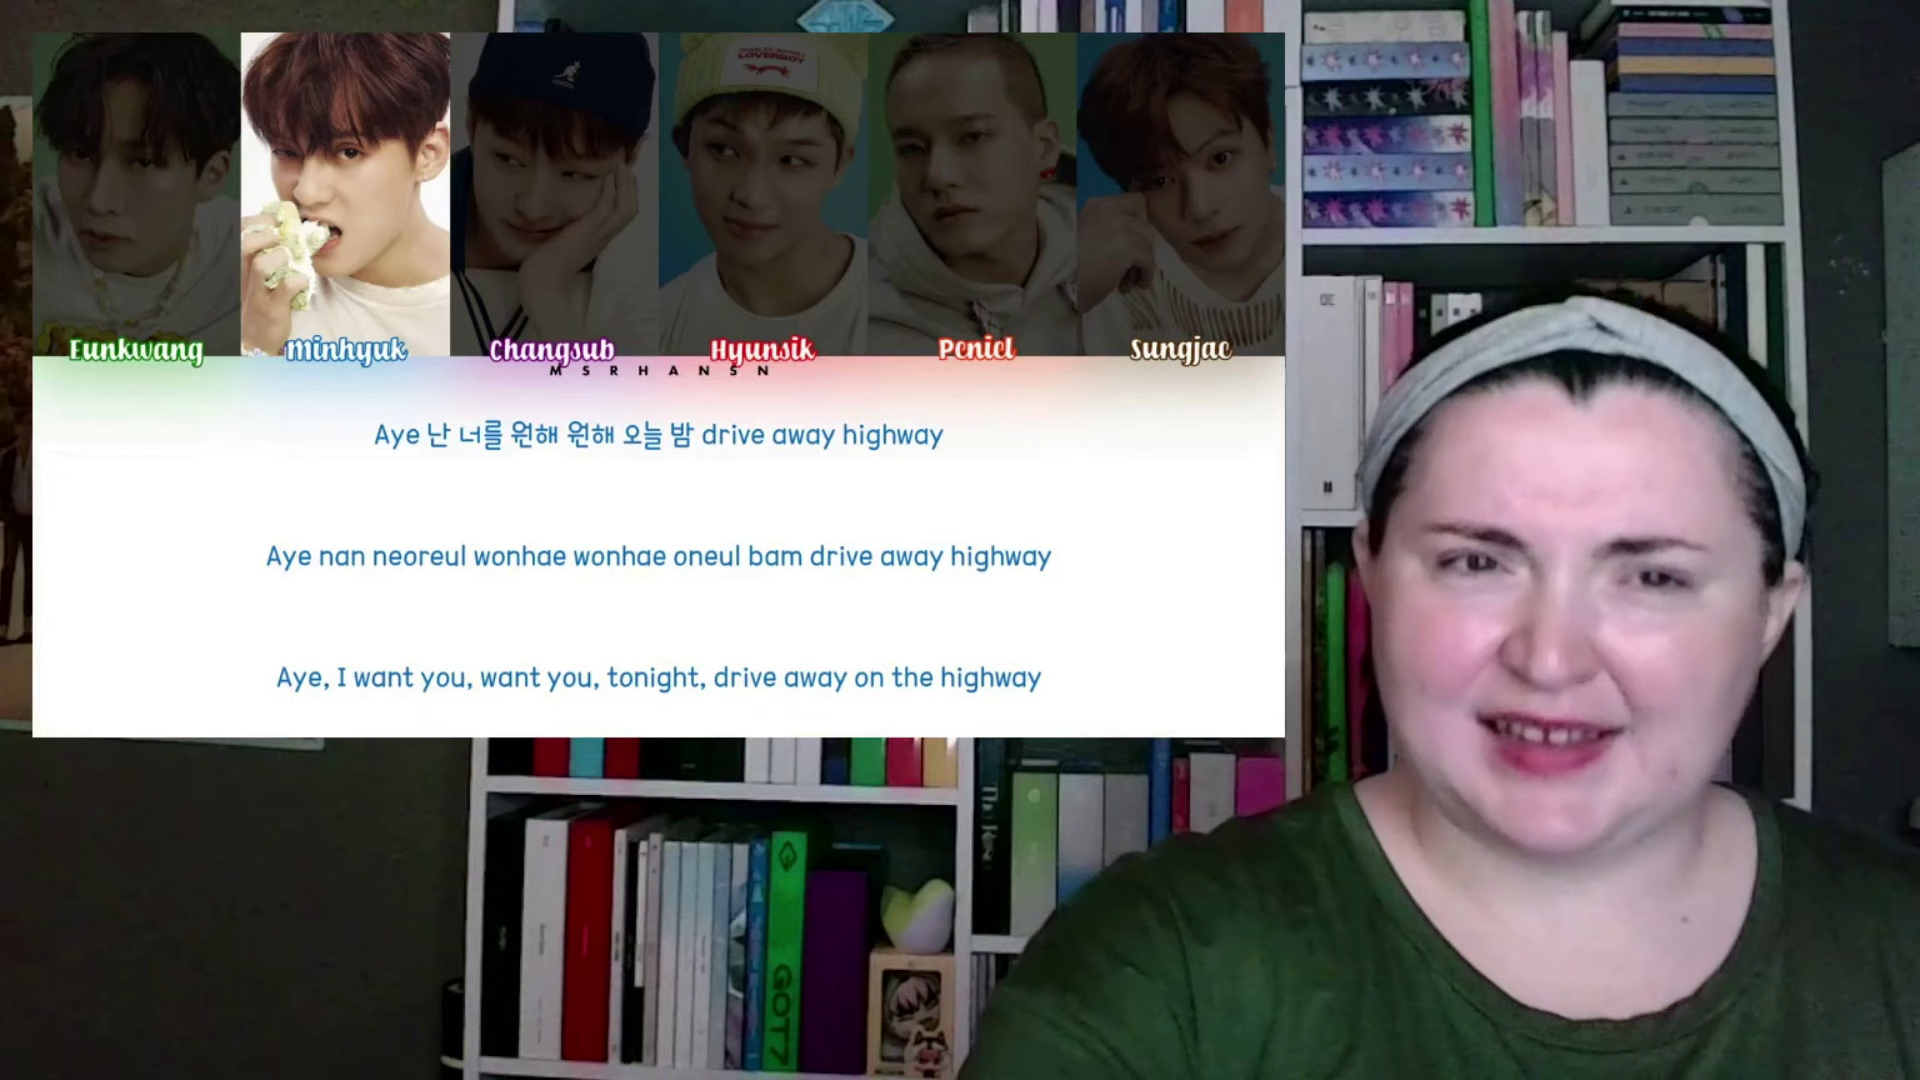 LOVERBOY
Eunkwang
Minhyuk
Changsub
Hyunsik
Peniel
Sungjae
MSRHANSN
Aye 난 너를 원해 원해 오늘 밤 drive away highway
Aye nan neoreul wonhae wonhae oneul bam drive away highway
Aye, I want you, want you, tonight, drive away on the highway
GOT7